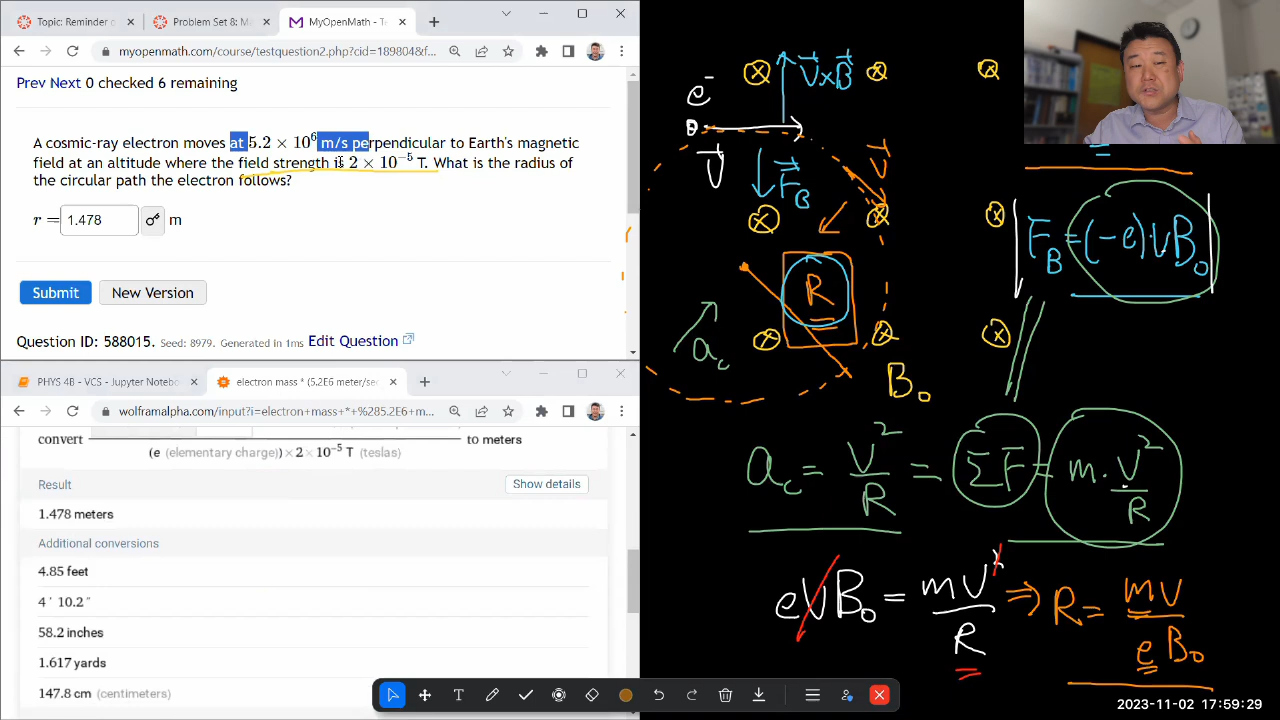 Topic: Reminder c
Problem Set 8: Ma
MyOpenMath - Te
myopenmath.com/course/testquestion2.php?cid=189804&f...
Prev Next 0 charged 6 remaining
A cosmic ray electron moves at 5.2 × 10⁶ m/s perpendicular to Earth's magnetic
field at an altitude where the field strength is 2 × 10⁻⁵ T. What is the radius of
the circular path the electron follows?
r = 1.478 m
Submit New Version
Question ID: 568015. Seed: 3979. Generated in 1ms Edit Question
PHYS 4B - VCS - Jupyter Noteb
electron mass * (5.2E6 meter/sec
wolframalpha.com/input?i=electron+mass+*+%285.2E6+m...
convert to meters
(e (elementary charge)) × 2 × 10⁻⁵ T (teslas)
Result
Show details
1.478 meters
Additional conversions
4.85 feet
4' 10.2"
58.2 inches
1.617 yards
147.8 cm (centimeters)
e⁻
V⃗×B⃗
V⃗
F⃗_B
V⃗
R
a_c
B₀
F_B = (-e)·VB₀
a_c = V²/R = ΣF = m·V²/R
eVB₀ = mV²/R ⇒ R = mV/eB₀
T
2023-11-02 17:59:29